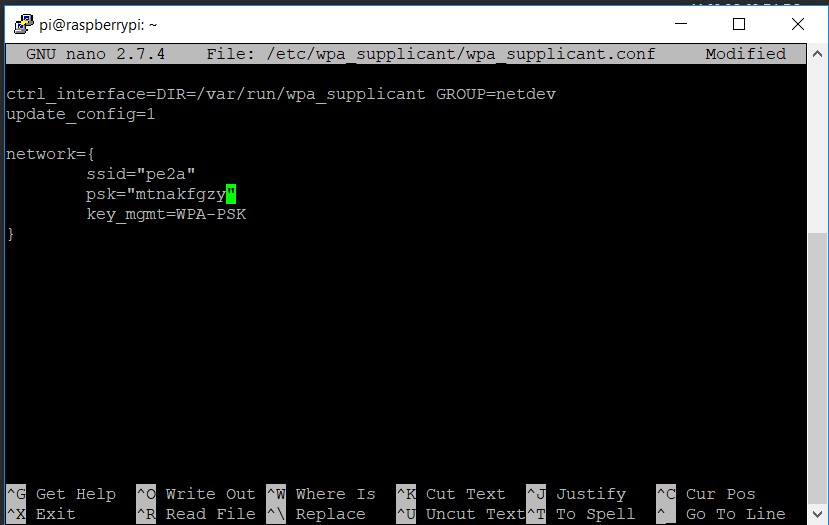 pi@raspberrypi: ~
GNU nano 2.7.4    File: /etc/wpa_supplicant/wpa_supplicant.conf    Modified
ctrl_interface=DIR=/var/run/wpa_supplicant GROUP=netdev
update_config=1
network={
        ssid="pe2a"
        psk="mtnakfgzy"
        key_mgmt=WPA-PSK
}
^G Get Help  ^O Write Out ^W Where Is  ^K Cut Text  ^J Justify   ^C Cur Pos
^X Exit      ^R Read File ^\ Replace   ^U Uncut Text^T To Spell  ^_ Go To Line